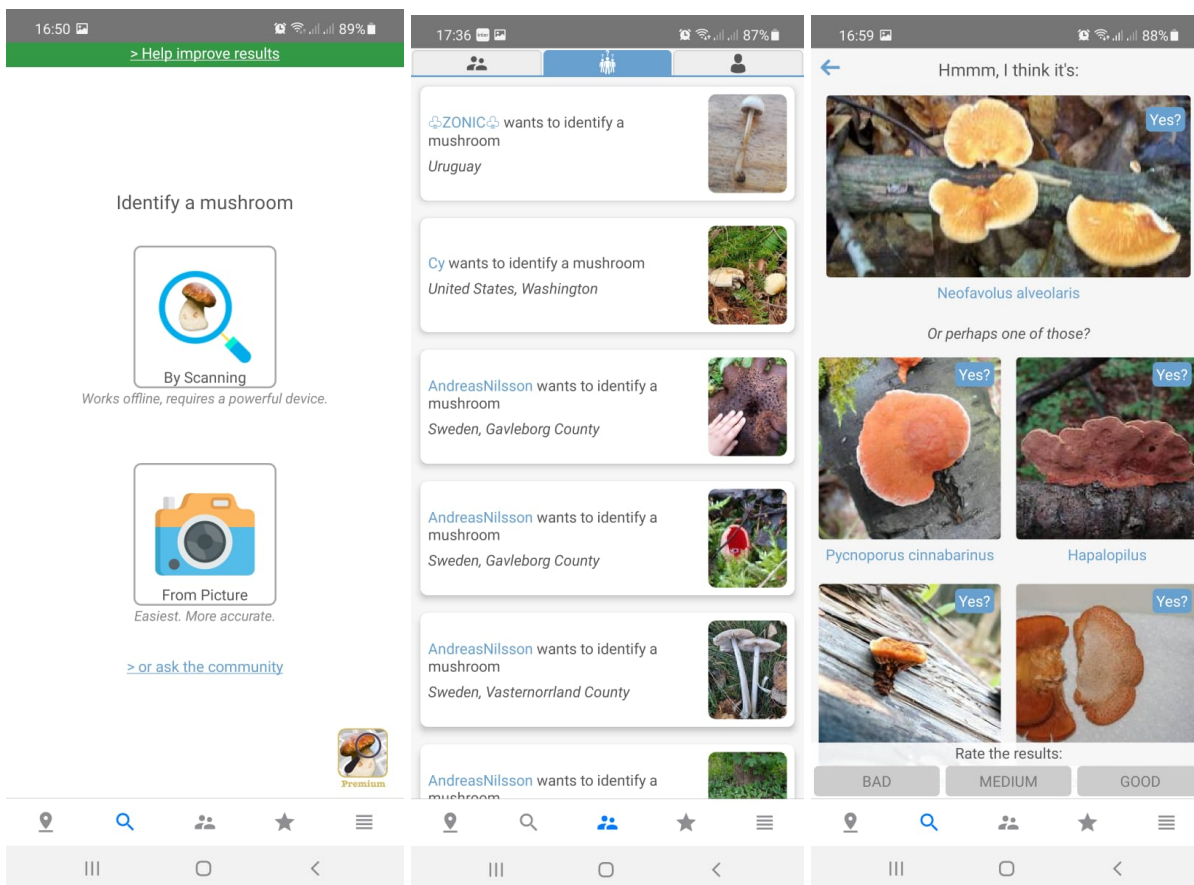 16:50
89%
> Help improve results
Identify a mushroom
By Scanning
Works offline, requires a powerful device.
From Picture
Easiest. More accurate.
> or ask the community
Premium
17:36
87%
♧ZONIC♧ wants to identify a
mushroom
Uruguay
Cy wants to identify a mushroom
United States, Washington
AndreasNilsson wants to identify a
mushroom
Sweden, Gavleborg County
AndreasNilsson wants to identify a
mushroom
Sweden, Gavleborg County
AndreasNilsson wants to identify a
mushroom
Sweden, Vasternorrland County
AndreasNilsson wants to identify a
mushroom
16:59
88%
Hmmm, I think it's:
Yes?
Neofavolus alveolaris
Or perhaps one of those?
Yes?
Yes?
Pycnoporus cinnabarinus
Hapalopilus
Yes?
Yes?
Rate the results:
BAD
MEDIUM
GOOD